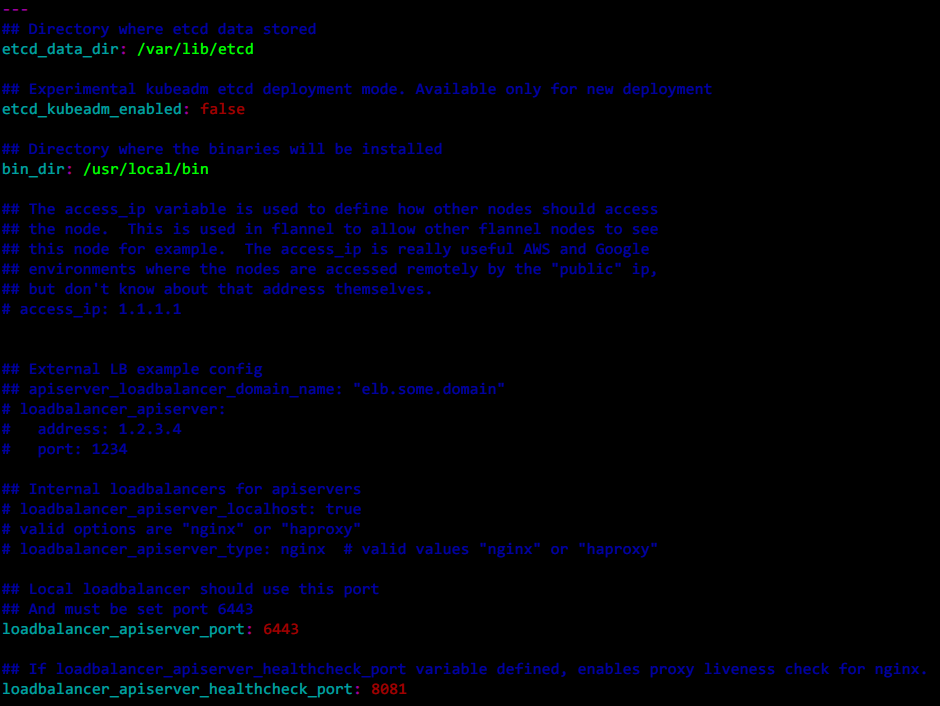 ---
## Directory where etcd data stored
etcd_data_dir: /var/lib/etcd
## Experimental kubeadm etcd deployment mode. Available only for new deployment
etcd_kubeadm_enabled: false
## Directory where the binaries will be installed
bin_dir: /usr/local/bin
## The access_ip variable is used to define how other nodes should access
## the node.  This is used in flannel to allow other flannel nodes to see
## this node for example.  The access_ip is really useful AWS and Google
## environments where the nodes are accessed remotely by the "public" ip,
## but don't know about that address themselves.
# access_ip: 1.1.1.1
## External LB example config
## apiserver_loadbalancer_domain_name: "elb.some.domain"
# loadbalancer_apiserver:
#   address: 1.2.3.4
#   port: 1234
## Internal loadbalancers for apiservers
# loadbalancer_apiserver_localhost: true
# valid options are "nginx" or "haproxy"
# loadbalancer_apiserver_type: nginx  # valid values "nginx" or "haproxy"
## Local loadbalancer should use this port
## And must be set port 6443
loadbalancer_apiserver_port: 6443
## If loadbalancer_apiserver_healthcheck_port variable defined, enables proxy liveness check for nginx.
loadbalancer_apiserver_healthcheck_port: 8081